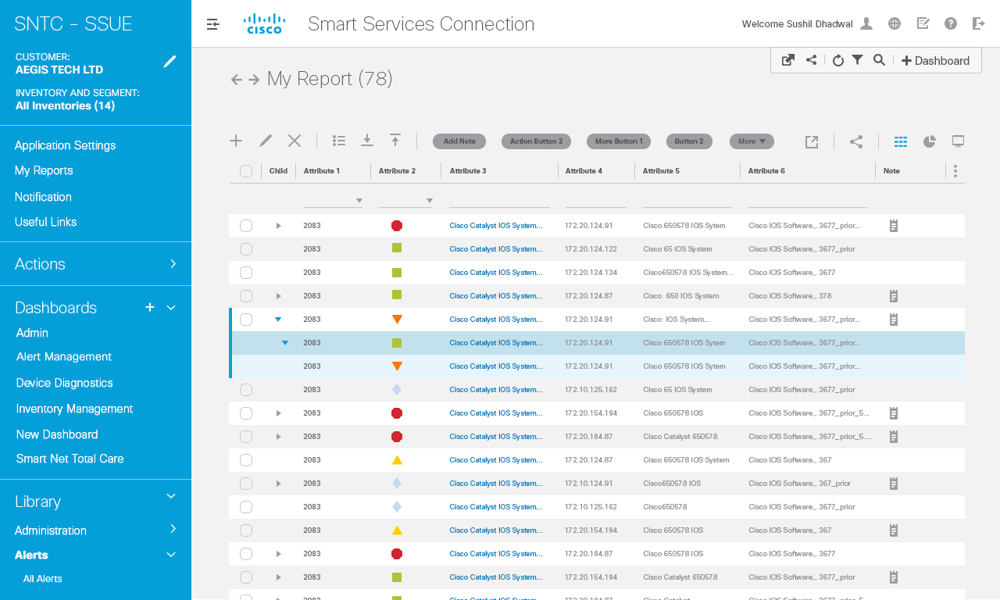 SNTC - SSUE
CUSTOMER:
AEGIS TECH LTD
INVENTORY AND SEGMENT:
All Inventories (14)
Application Settings
My Reports
Notification
Useful Links
Actions
Dashboards
Admin
Alert Management
Device Diagnostics
Inventory Management
New Dashboard
Smart Net Total Care
Library
Administration
Alerts
All Alerts
CISCO Smart Services Connection Welcome Sushil Dhadwal
Dashboard
My Report (78)
Add Note Action Button 2 More Button 1 Button 2 More
Child Attribute 1 Attribute 2 Attribute 3 Attribute 4 Attribute 5 Attribute 6 Note
2083 Cisco Catalyst IOS System... 172.20.124.91 Cisco 650578 IOS Sytem Cisco IOS Software,, 3677_prior...
2083 Cisco Catalyst IOS System... 172.20.124.122 Cisco 65 IOS System Cisco IOS Software,, 3677_prior
2083 Cisco Catalyst IOS System... 172.20.124.134 Cisco650578 IOS System... Cisco IOS Software,, 3677
2083 Cisco Catalyst IOS System... 172.20.124.87 Cisco 650 IOS System Cisco IOS Software,, 378
2083 Cisco Catalyst IOS System... 172.20.124.91 Cisco IOS System... Cisco IOS Software,, 3677_prior...
2083 Cisco Catalyst IOS System... 172.20.124.91 Cisco 650578 IOS Sytem Cisco IOS Software,, 3677_prior...
2083 Cisco Catalyst IOS System... 172.20.124.91 Cisco 650578 IOS Sytem Cisco IOS Software,, 3677_prior...
2083 Cisco Catalyst IOS System... 172.10.125.162 Cisco 65 IOS System Cisco IOS Software,, 3677_prior
2083 Cisco Catalyst IOS System... 172.20.154.194 Cisco 650578 IOS Cisco IOS Software,, 3677_prior_5...
2083 Cisco Catalyst IOS System... 172.20.184.87 Cisco Catalyst 650578 Cisco IOS Software,, 3677_prior_5....
2083 Cisco Catalyst IOS System... 172.20.124.87 Cisco 650578 IOS System Cisco IOS Software,, 367
2083 Cisco Catalyst IOS System... 172.10.124.91 Cisco650578 IOS Cisco IOS Software,, 367_prior
2083 Cisco Catalyst IOS System... 172.10.125.162 Cisco650578 Cisco IOS Software,, 3677_prior
2083 Cisco Catalyst IOS System... 172.20.154.194 Cisco 650578 IOS Cisco IOS Software,, 367
2083 Cisco Catalyst IOS System... 172.20.184.87 Cisco 650578 IOS Cisco IOS Software,, 3677
2083 Cisco Catalyst IOS System... 172.20.154.194 Cisco Catalyst 650578 Cisco IOS Software,, 3677_prior
2083 Cisco Catalyst IOS System... 172.20.184.87 Cisco Catalyst